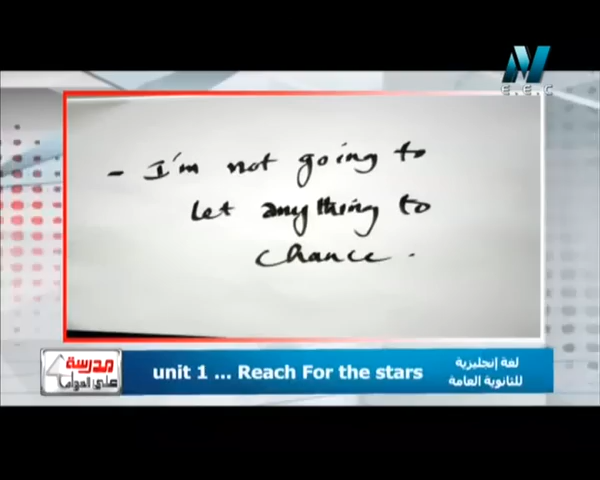 E.E.C
- I'm not going to
let anything to
chance.
مدرسة
على الهواء
unit 1 ... Reach For the stars
لغة إنجليزية
للثانوية العامة